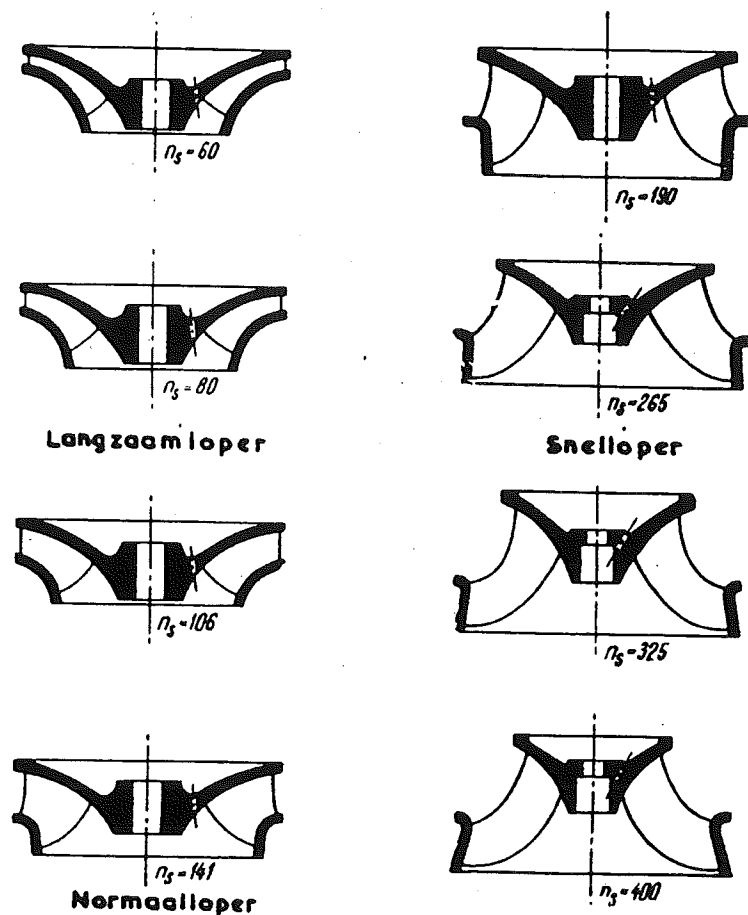 n_s=60
n_s=80
Langzaamloper
n_s=106
n_s=141
Normaalloper
n_s=190
n_s=265
Snelloper
n_s=325
n_s=400